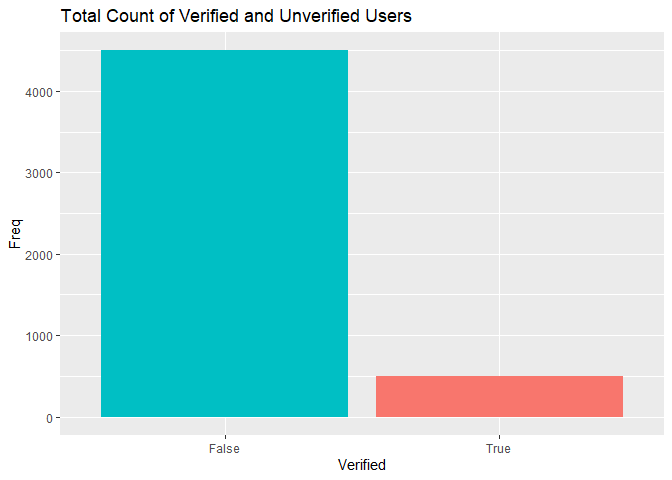 Total Count of Verified and Unverified Users
4000
3000
2000
1000
0
Freq
False True
Verified